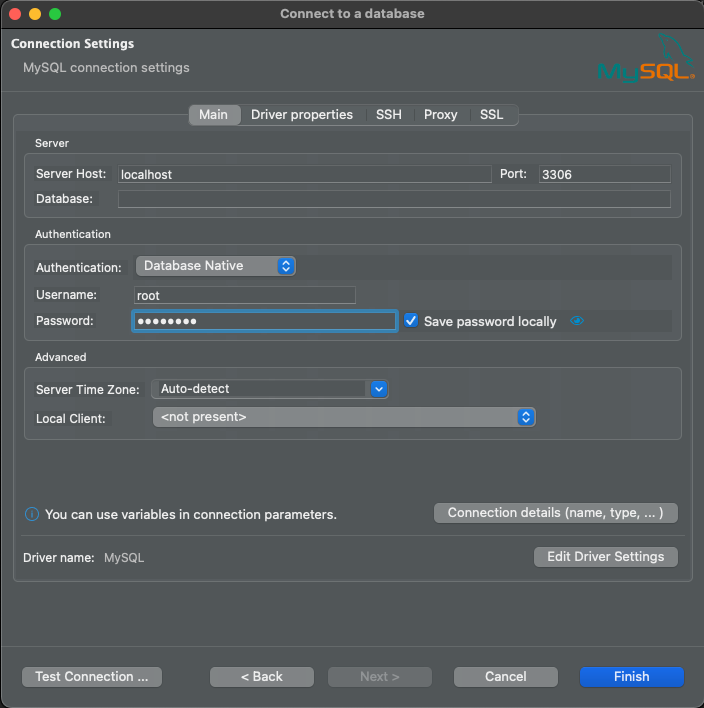 Connect to a database
Connection Settings
MySQL connection settings
MySQL®
Main Driver properties SSH Proxy SSL
Server
Server Host: localhost Port: 3306
Database:
Authentication
Authentication: Database Native
Username: root
Password: •••••••• Save password locally
Advanced
Server Time Zone: Auto-detect
Local Client: <not present>
You can use variables in connection parameters. Connection details (name, type, ... )
Driver name: MySQL Edit Driver Settings
Test Connection ... < Back Next > Cancel Finish